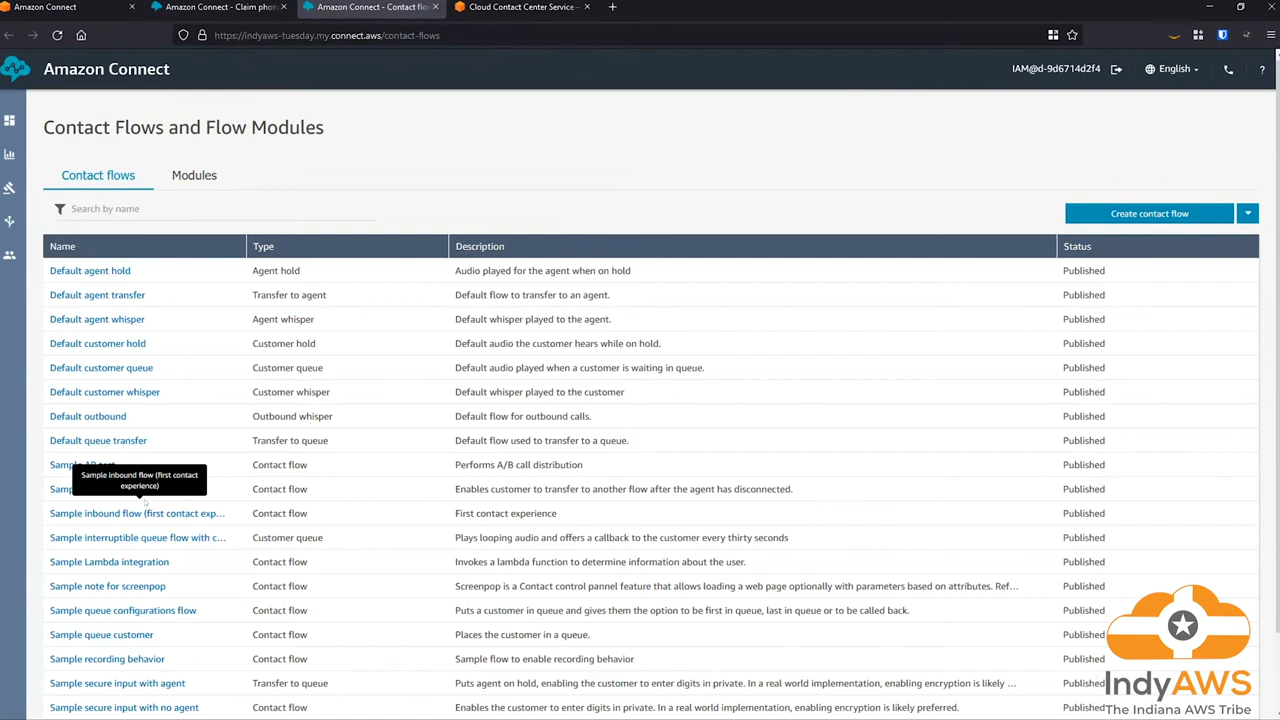 Amazon Connect
Amazon Connect - Claim phon
Amazon Connect - Contact flo
Cloud Contact Center Service -
https://indyaws-tuesday.my.connect.aws/contact-flows
Amazon Connect
IAM@d-9d6714d2f4
English
?
Contact Flows and Flow Modules
Contact flows
Modules
Search by name
Create contact flow
Name Type Description Status
Default agent hold Agent hold Audio played for the agent when on hold Published
Default agent transfer Transfer to agent Default flow to transfer to an agent. Published
Default agent whisper Agent whisper Default whisper played to the agent. Published
Default customer hold Customer hold Default audio the customer hears while on hold. Published
Default customer queue Customer queue Default audio played when a customer is waiting in queue. Published
Default customer whisper Customer whisper Default whisper played to the customer Published
Default outbound Outbound whisper Default flow for outbound calls. Published
Default queue transfer Transfer to queue Default flow used to transfer to a queue. Published
Sample AB test Contact flow Performs A/B call distribution Published
Sample inbound flow (first contact
experience)
Contact flow Enables customer to transfer to another flow after the agent has disconnected. Published
Sample inbound flow (first contact exp... Contact flow First contact experience Published
Sample interruptible queue flow with c... Customer queue Plays looping audio and offers a callback to the customer every thirty seconds Published
Sample Lambda integration Contact flow Invokes a lambda function to determine information about the user. Published
Sample note for screenpop Contact flow Screenpop is a Contact control pannel feature that allows loading a web page optionally with parameters based on attributes. Ref... Published
Sample queue configurations flow Contact flow Puts a customer in queue and gives them the option to be first in queue, last in queue or to be called back. Published
Sample queue customer Contact flow Places the customer in a queue. Published
Sample recording behavior Contact flow Sample flow to enable recording behavior Published
Sample secure input with agent Transfer to queue Puts agent on hold, enabling the customer to enter digits in private. In a real world implementation, enabling encryption is likely ... Published
Sample secure input with no agent Contact flow Enables the customer to enter digits in private. In a real world implementation, enabling encryption is likely preferred. Published
IndyAWS
The Indiana AWS Tribe